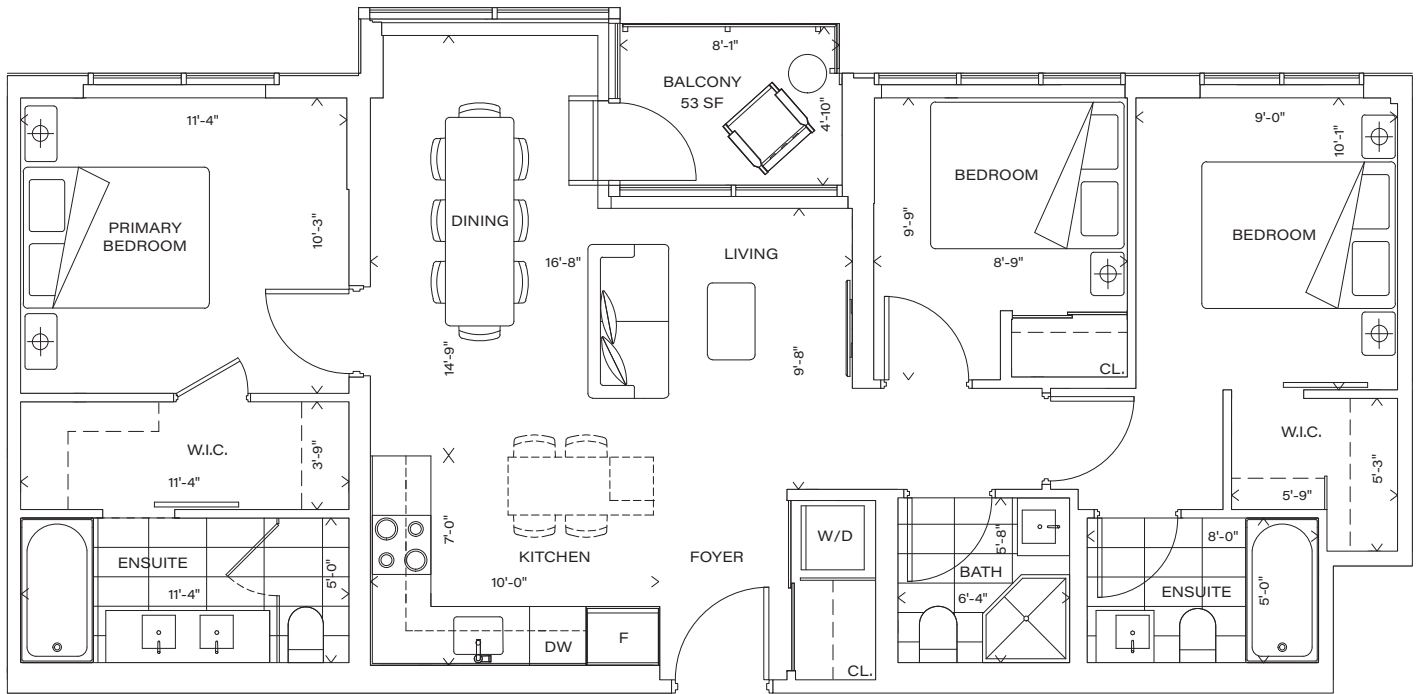 8'-1"
BALCONY
53 SF
4'-10"
11'-4"
PRIMARY
BEDROOM
10'-3"
DINING
16'-8"
14'-9"
LIVING
9'-8"
BEDROOM
9'-9"
8'-9"
CL.
9'-0"
10'-1"
BEDROOM
W.I.C.
11'-4"
3'-9"
W.I.C.
5'-9"
5'-3"
ENSUITE
11'-4"
5'-0"
7'-0"
KITCHEN
10'-0"
DW
F
FOYER
W/D
CL.
5'-8"
BATH
6'-4"
8'-0"
ENSUITE
5'-0"